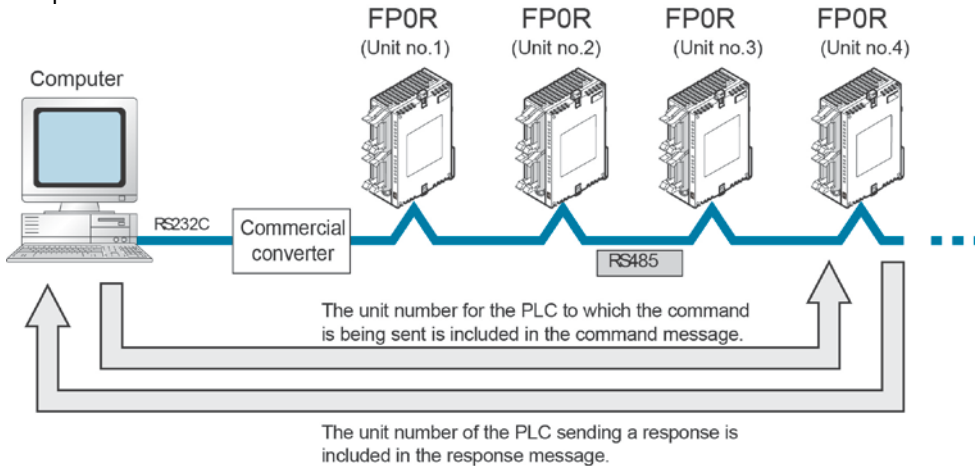 FP0R FP0R FP0R FP0R
(Unit no.1) (Unit no.2) (Unit no.3) (Unit no.4)
Computer
RS232C
Commercial
converter
RS485
The unit number for the PLC to which the command
is being sent is included in the command message.
The unit number of the PLC sending a response is
included in the response message.